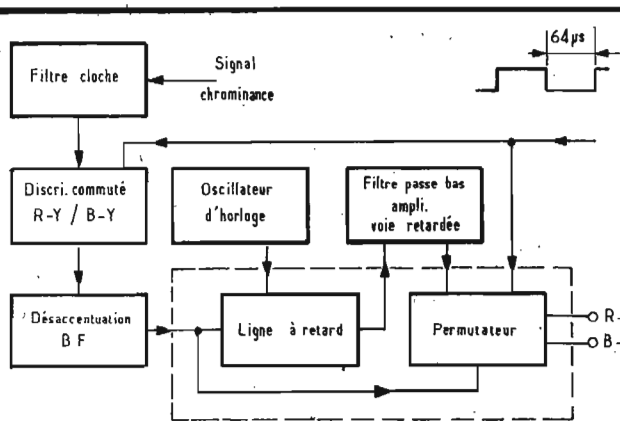 64µs
Filtre cloche
Signal
chrominance
Discri. commuté
R-Y / B-Y
Oscillateur
d'horloge
Filtre passe bas
ampli.
voie retardée
Désaccentuation
BF
Ligne à retard
Permutateur
R-
B-